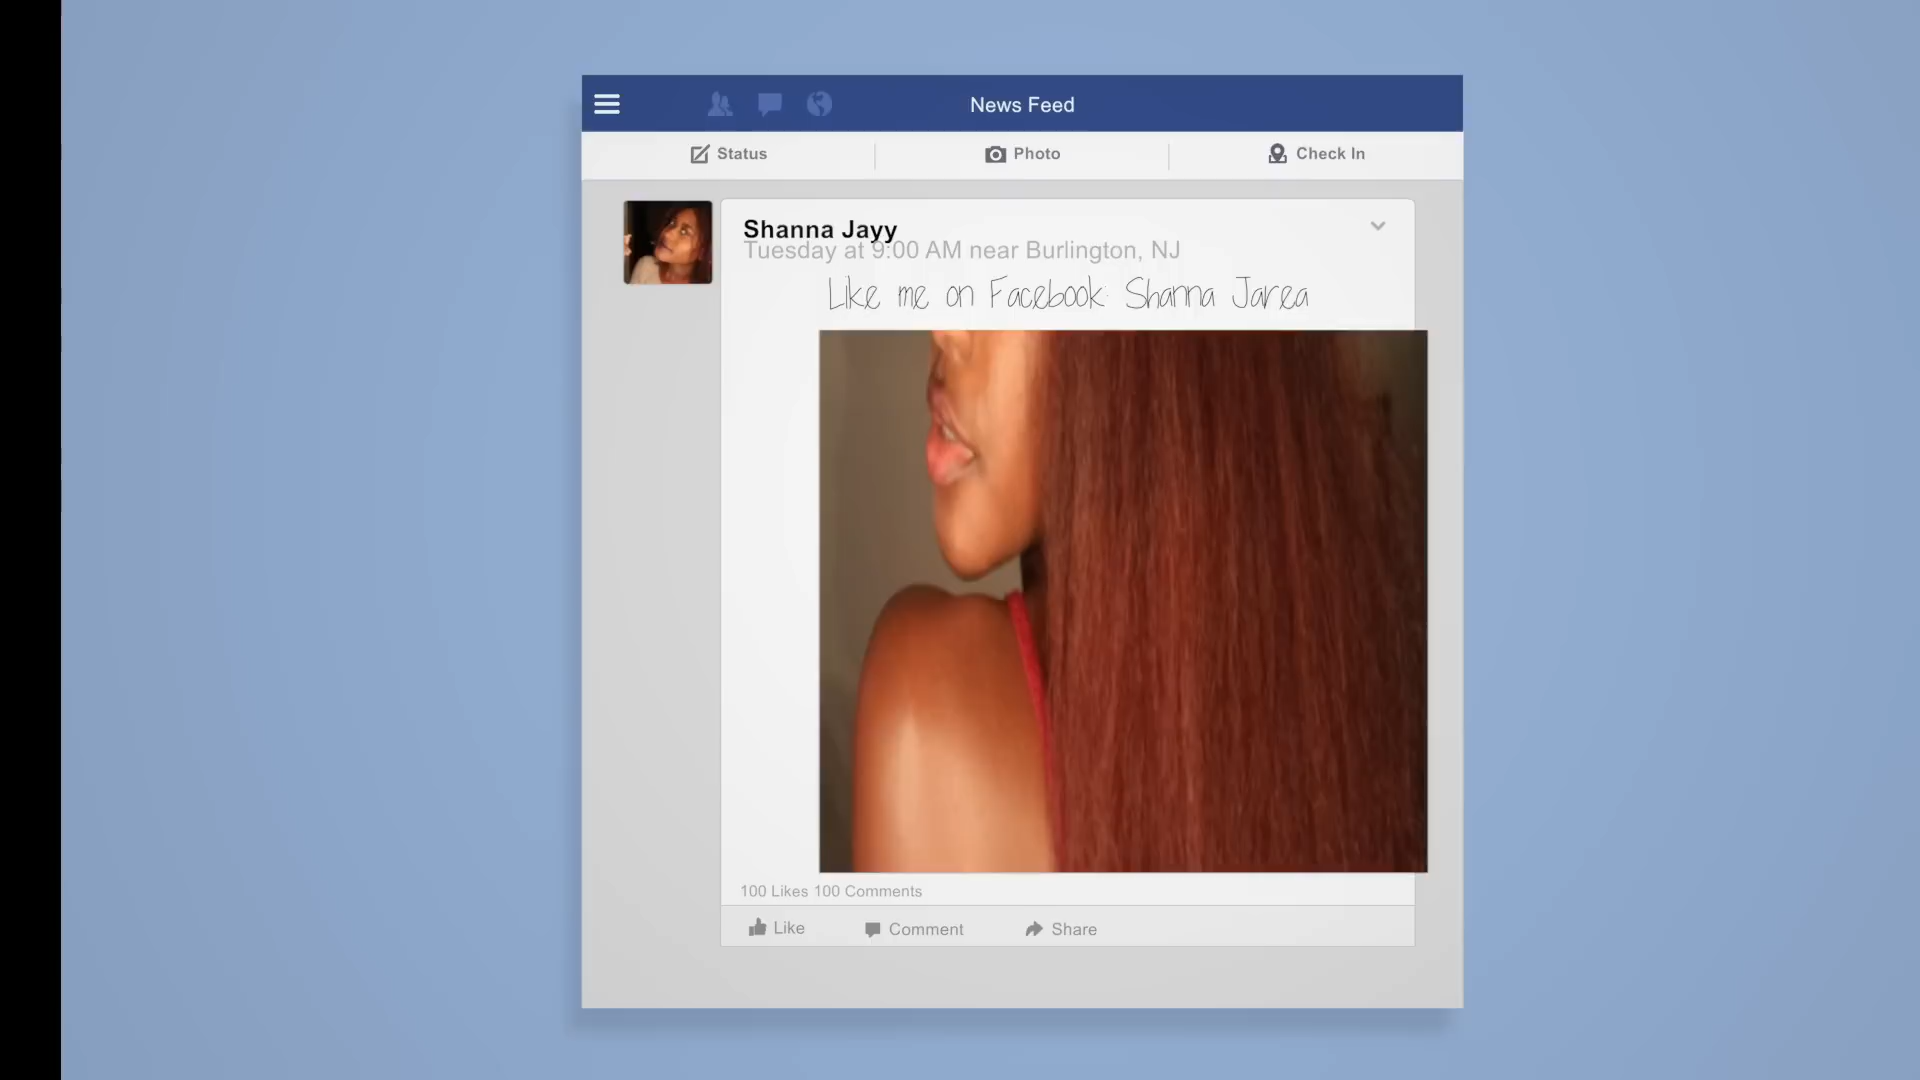 News Feed
Status
Photo
Check In
Shanna Jayy
Tuesday at 9:00 AM near Burlington, NJ
Like me on Facebook: Shanna Jarea
100 Likes 100 Comments
Like
Comment
Share